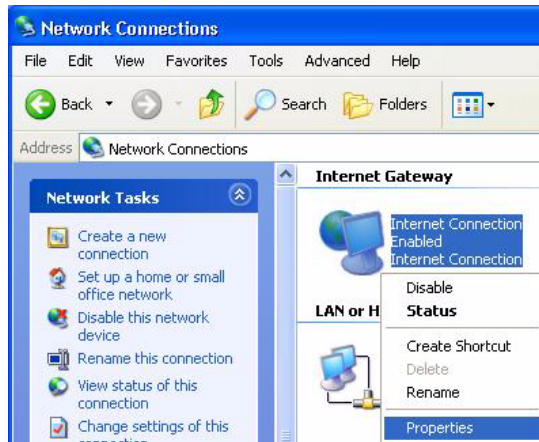 Network Connections
File Edit View Favorites Tools Advanced Help
Back Search Folders
Address Network Connections
Network Tasks
Create a new
connection
Set up a home or small
office network
Disable this network
device
Rename this connection
View status of this
connection
Change settings of this
connection
Internet Gateway
Internet Connection
Enabled
Internet Connection
Disable
LAN or H
Status
Create Shortcut
Delete
Rename
Properties